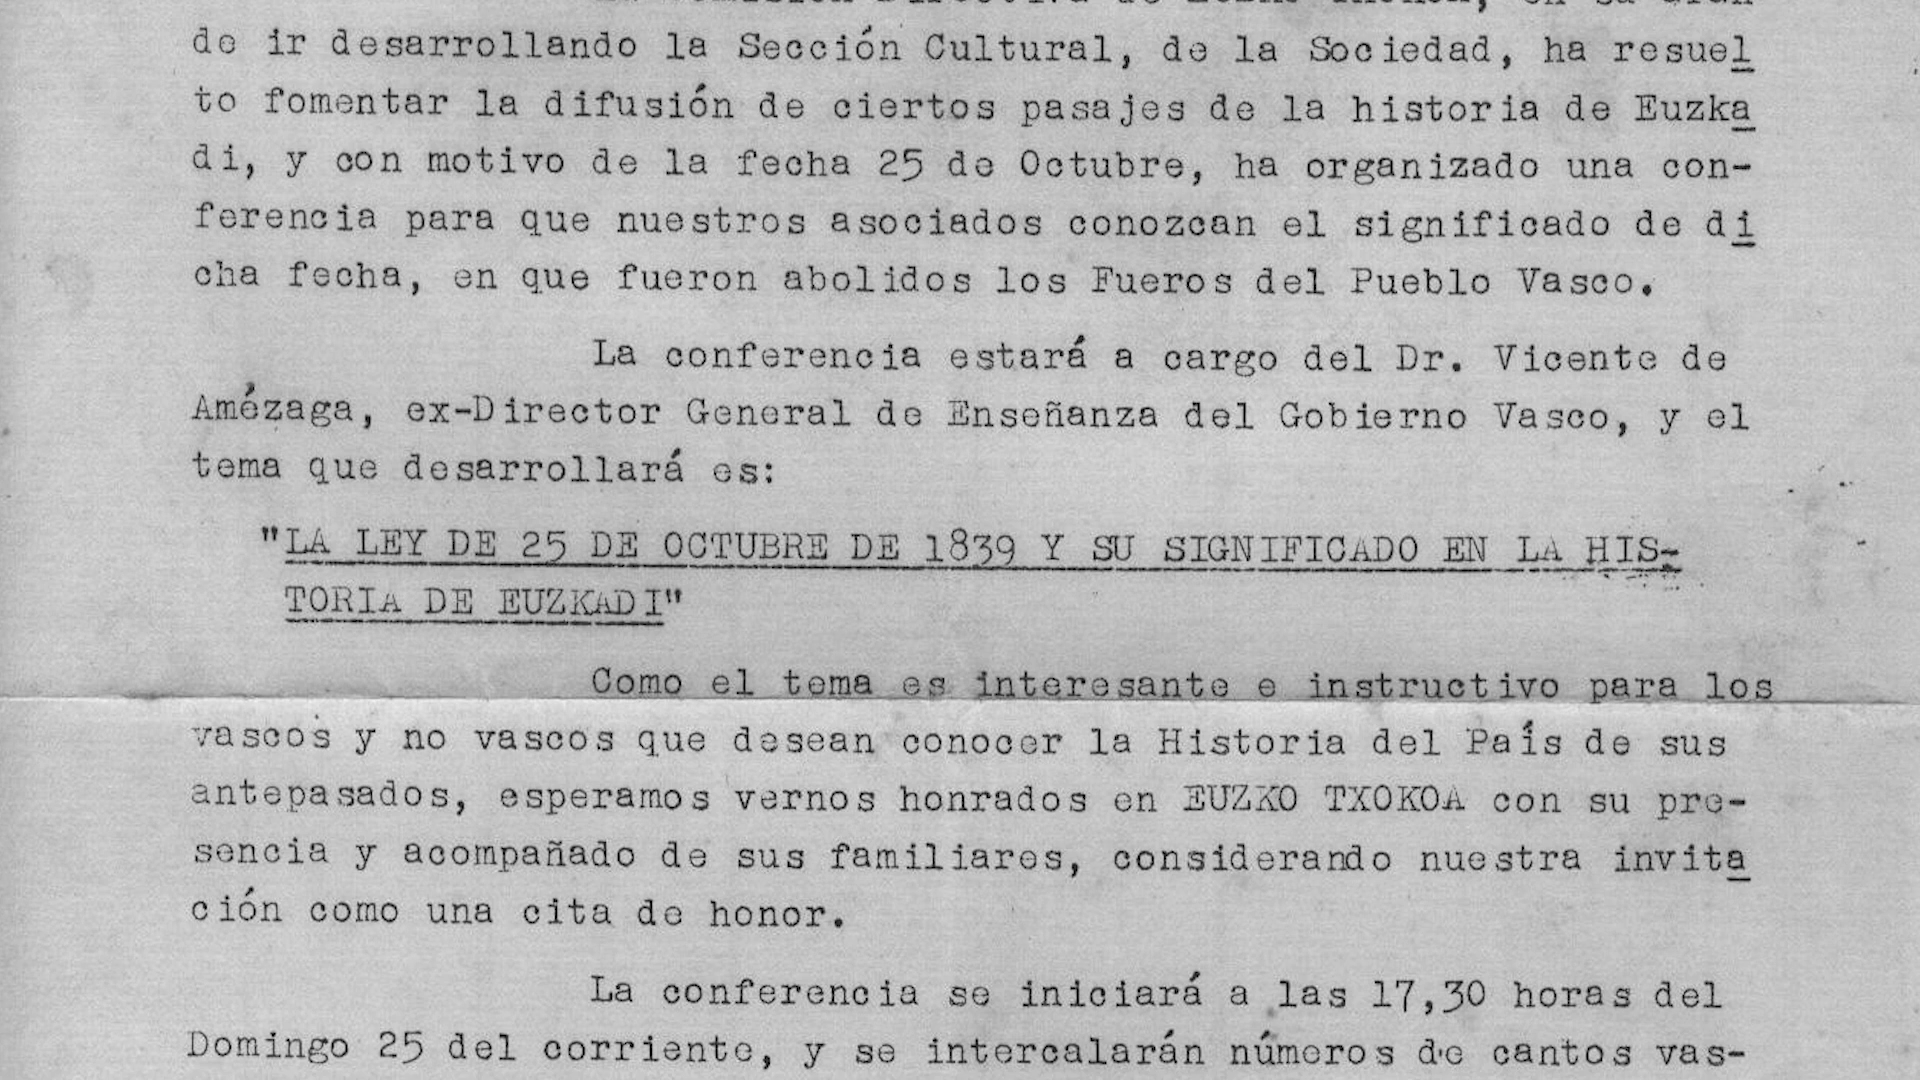 de ir desarrollando la Sección Cultural, de la Sociedad, ha resuel
to fomentar la difusión de ciertos pasajes de la historia de Euzka
di, y con motivo de la fecha 25 de Octubre, ha organizado una con-
ferencia para que nuestros asociados conozcan el significado de di
cha fecha, en que fueron abolidos los Fueros del Pueblo Vasco.
La conferencia estará a cargo del Dr. Vicente de
Amézaga, ex-Director General de Enseñanza del Gobierno Vasco, y el
tema que desarrollará es:
"LA LEY DE 25 DE OCTUBRE DE 1839 Y SU SIGNIFICADO EN LA HIS-
TORIA DE EUZKADI"
Como el tema es interesante e instructivo para los
vascos y no vascos que desean conocer la Historia del País de sus
antepasados, esperamos vernos honrados en EUZKO TXOKOA con su pre-
sencia y acompañado de sus familiares, considerando nuestra invita
ción como una cita de honor.
La conferencia se iniciará a las 17,30 horas del
Domingo 25 del corriente, y se intercalarán números de cantos vas-